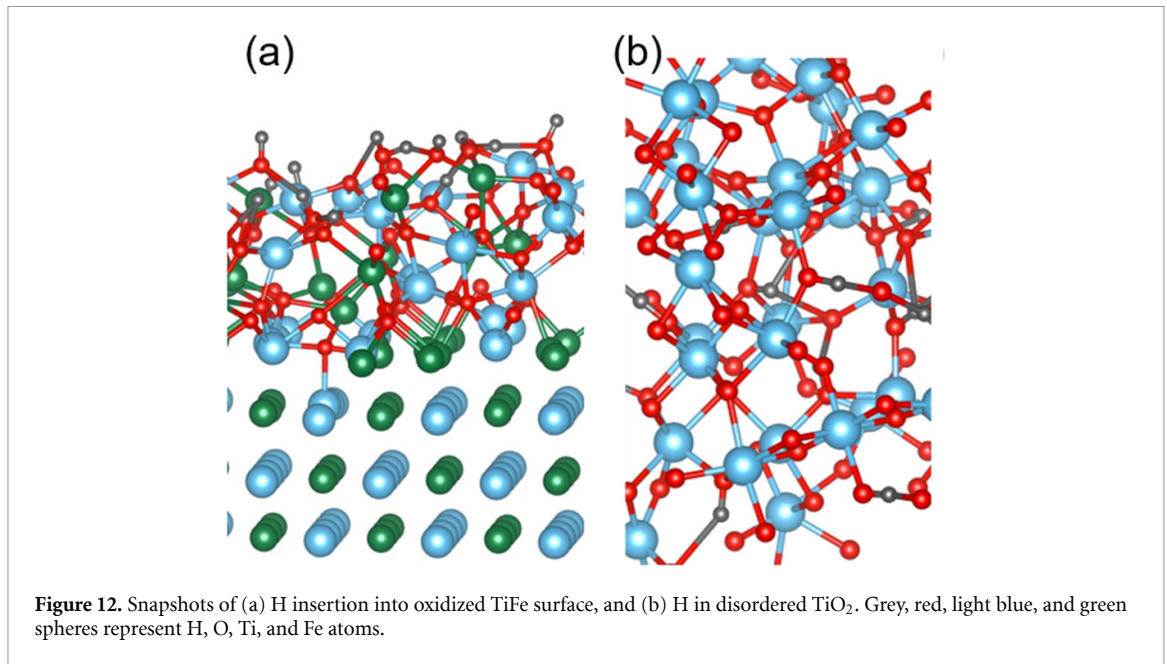 (a)
(b)
Figure 12. Snapshots of (a) H insertion into oxidized TiFe surface, and (b) H in disordered TiO₂. Grey, red, light blue, and green
spheres represent H, O, Ti, and Fe atoms.